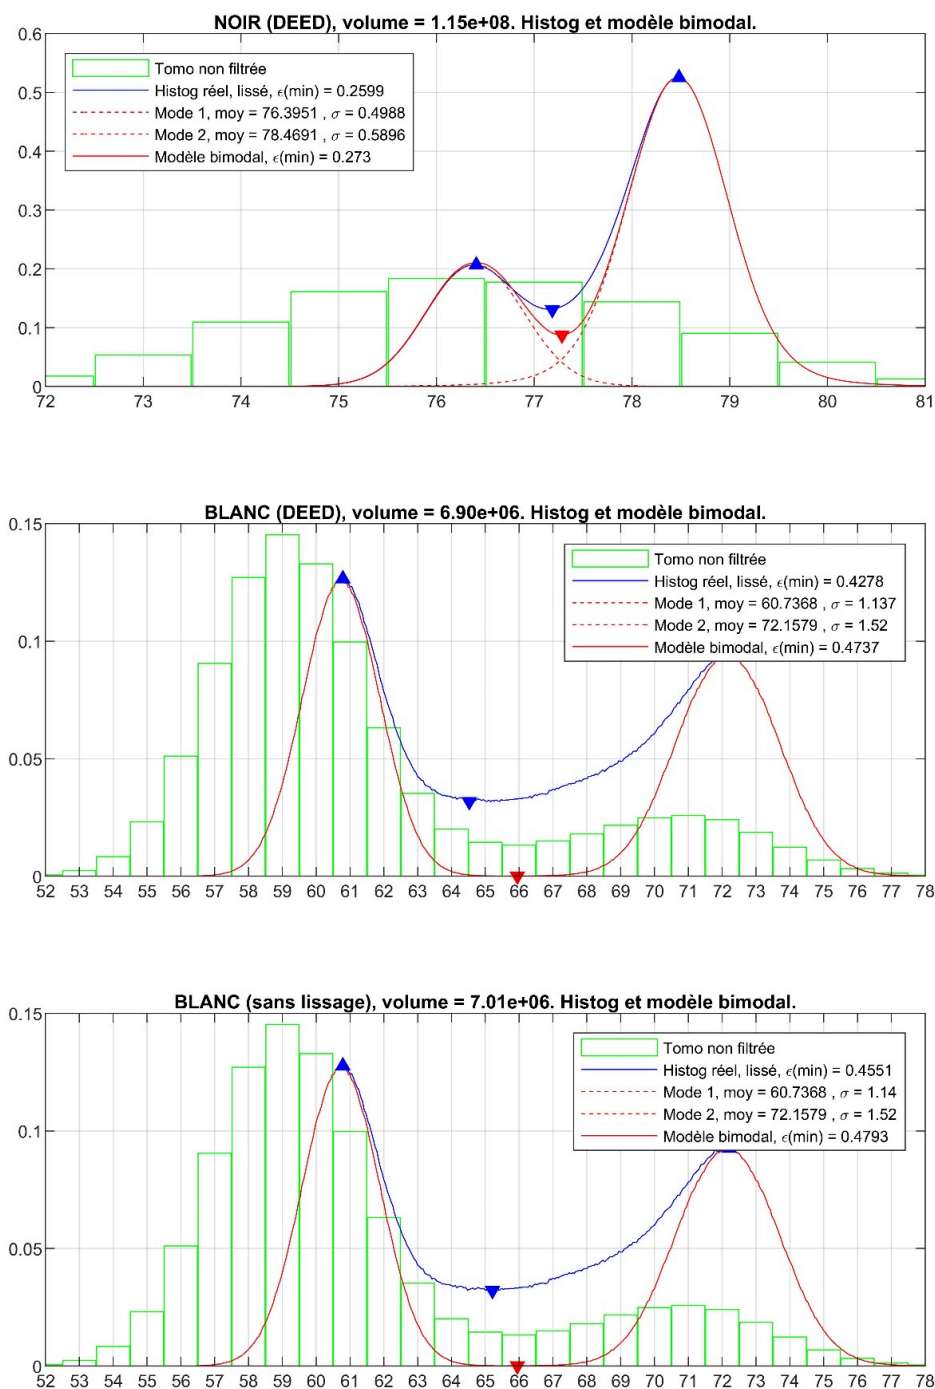 NOIR (DEED), volume = 1.15e+08. Histog et modèle bimodal.
0.6
0.5
0.4
0.3
0.2
0.1
0
Tomo non filtrée
Histog réel, lissé, ϵ(min) = 0.2599
Mode 1, moy = 76.3951 , σ = 0.4988
Mode 2, moy = 78.4691 , σ = 0.5896
Modèle bimodal, ϵ(min) = 0.273
72 73 74 75 76 77 78 79 80 81
BLANC (DEED), volume = 6.90e+06. Histog et modèle bimodal.
0.15
0.1
0.05
0
Tomo non filtrée
Histog réel, lissé, ϵ(min) = 0.4278
Mode 1, moy = 60.7368 , σ = 1.137
Mode 2, moy = 72.1579 , σ = 1.52
Modèle bimodal, ϵ(min) = 0.4737
52 53 54 55 56 57 58 59 60 61 62 63 64 65 66 67 68 69 70 71 72 73 74 75 76 77 78
BLANC (sans lissage), volume = 7.01e+06. Histog et modèle bimodal.
0.15
0.1
0.05
0
Tomo non filtrée
Histog réel, lissé, ϵ(min) = 0.4551
Mode 1, moy = 60.7368 , σ = 1.14
Mode 2, moy = 72.1579 , σ = 1.52
Modèle bimodal, ϵ(min) = 0.4793
52 53 54 55 56 57 58 59 60 61 62 63 64 65 66 67 68 69 70 71 72 73 74 75 76 77 78